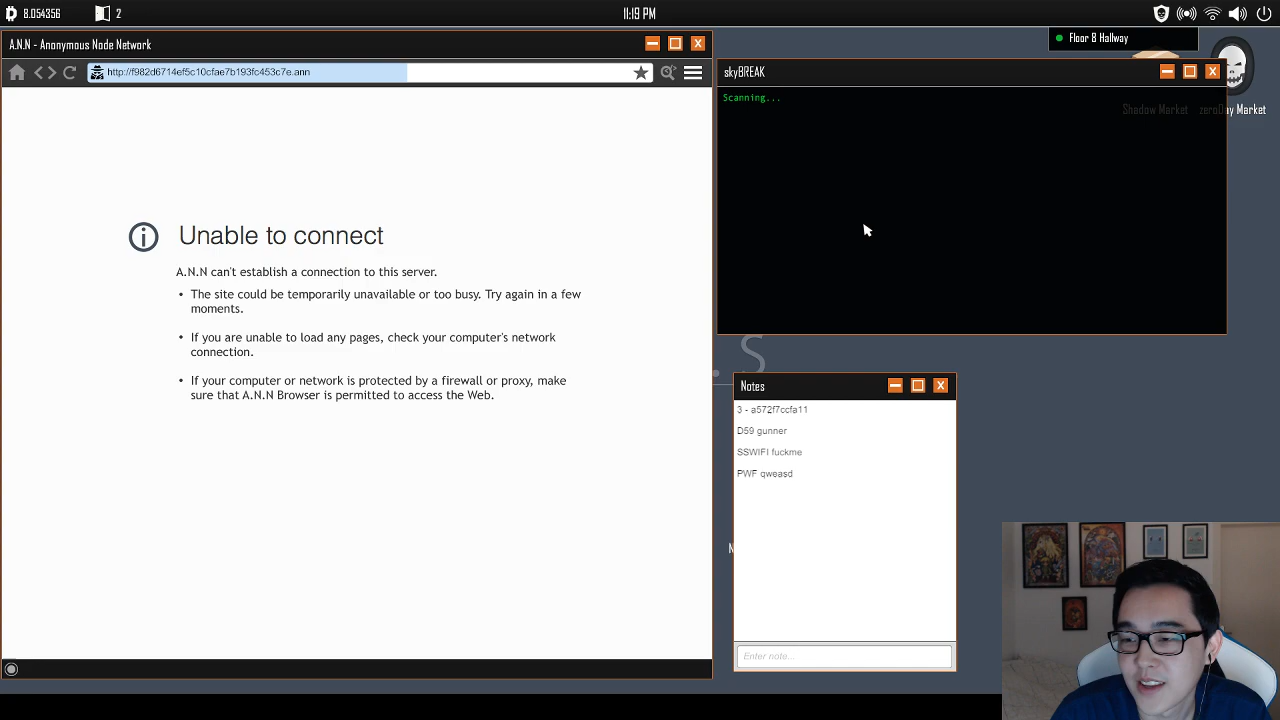 8.054356
2
11:19 PM
A.N.N - Anonymous Node Network
http://f982d6714ef5c10cfae7b193fc453c7e.ann
Floor 8 Hallway
skyBREAK
Scanning...
Shadow Market
zeroDay Market
Unable to connect
A.N.N can't establish a connection to this server.
• The site could be temporarily unavailable or too busy. Try again in a few
moments.
• If you are unable to load any pages, check your computer's network
connection.
• If your computer or network is protected by a firewall or proxy, make
sure that A.N.N Browser is permitted to access the Web.
. S
Notes
3 - a572f7ccfa11
D59 gunner
SSWIFI fuckme
PWF qweasd
N
Enter note...